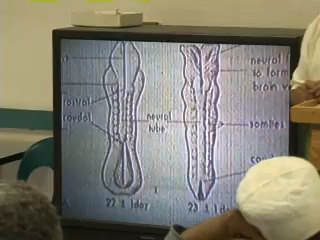 neural
to form
brain v
rostral
caudal
neural
tube
somites
22 ± 1 day
23 ± 1 day